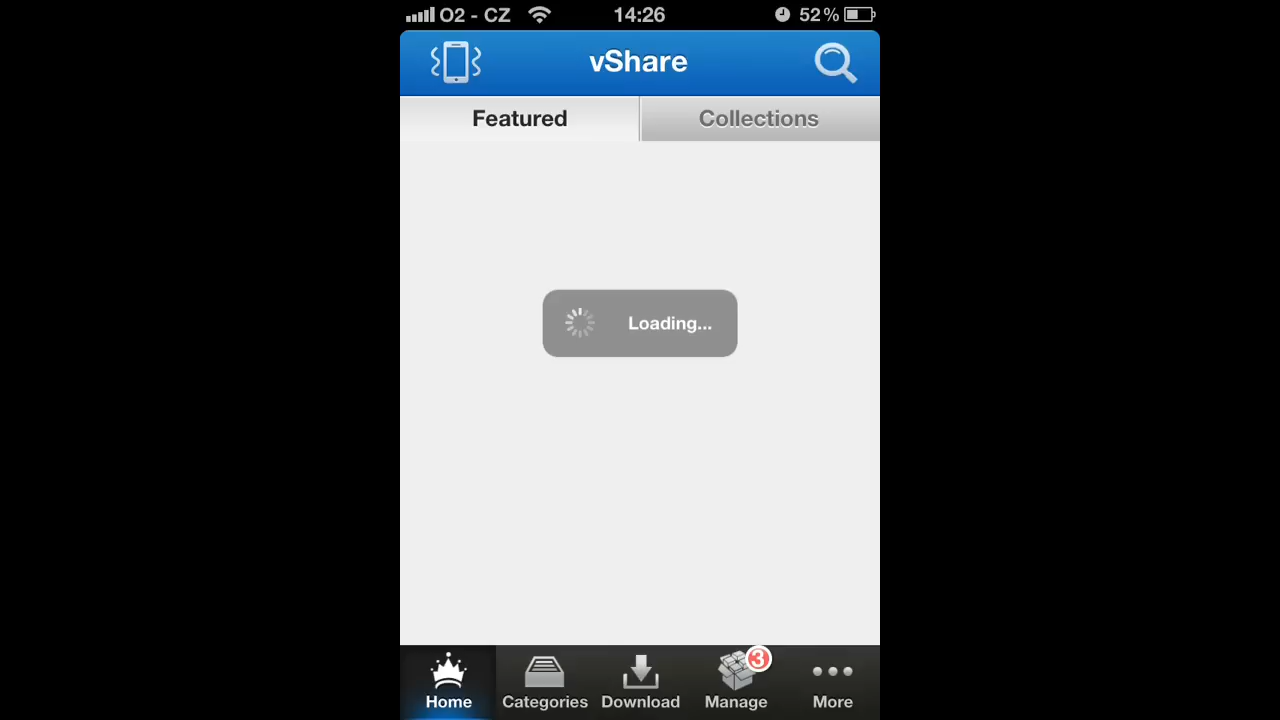 O2 - CZ 14:26 52%
vShare
Featured Collections
Loading...
3
Home Categories Download Manage More